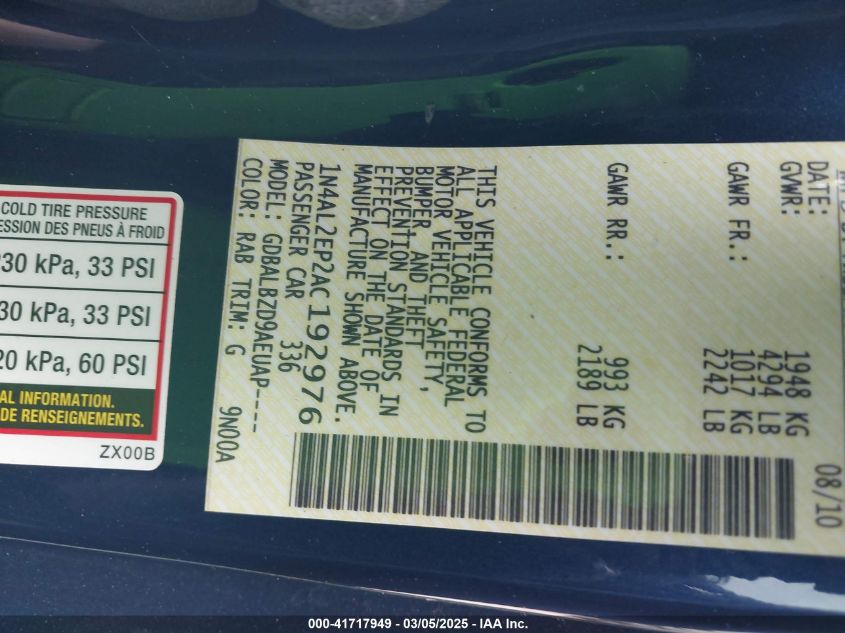 COLD TIRE PRESSURE
ESSION DES PNEUS À FROID
230 kPa, 33 PSI
30 kPa, 33 PSI
20 kPa, 60 PSI
AL INFORMATION.
DE RENSEIGNEMENTS.
ZX00B
DATE: 08/10
GVWR: 1948 KG
4294 LB
GAWR FR.: 1017 KG
2242 LB
GAWR RR.: 993 KG
2189 LB
THIS VEHICLE CONFORMS TO
ALL APPLICABLE FEDERAL
MOTOR VEHICLE SAFETY,
BUMPER, AND THEFT
PREVENTION STANDARDS IN
EFFECT ON THE DATE OF
MANUFACTURE SHOWN ABOVE.
1N4AL2EP2AC192976
PASSENGER CAR 336
MODEL: GDBALBZD9AEUAP----
COLOR: RAB TRIM: G 9N00A
000-41717949 - 03/05/2025 - IAA Inc.